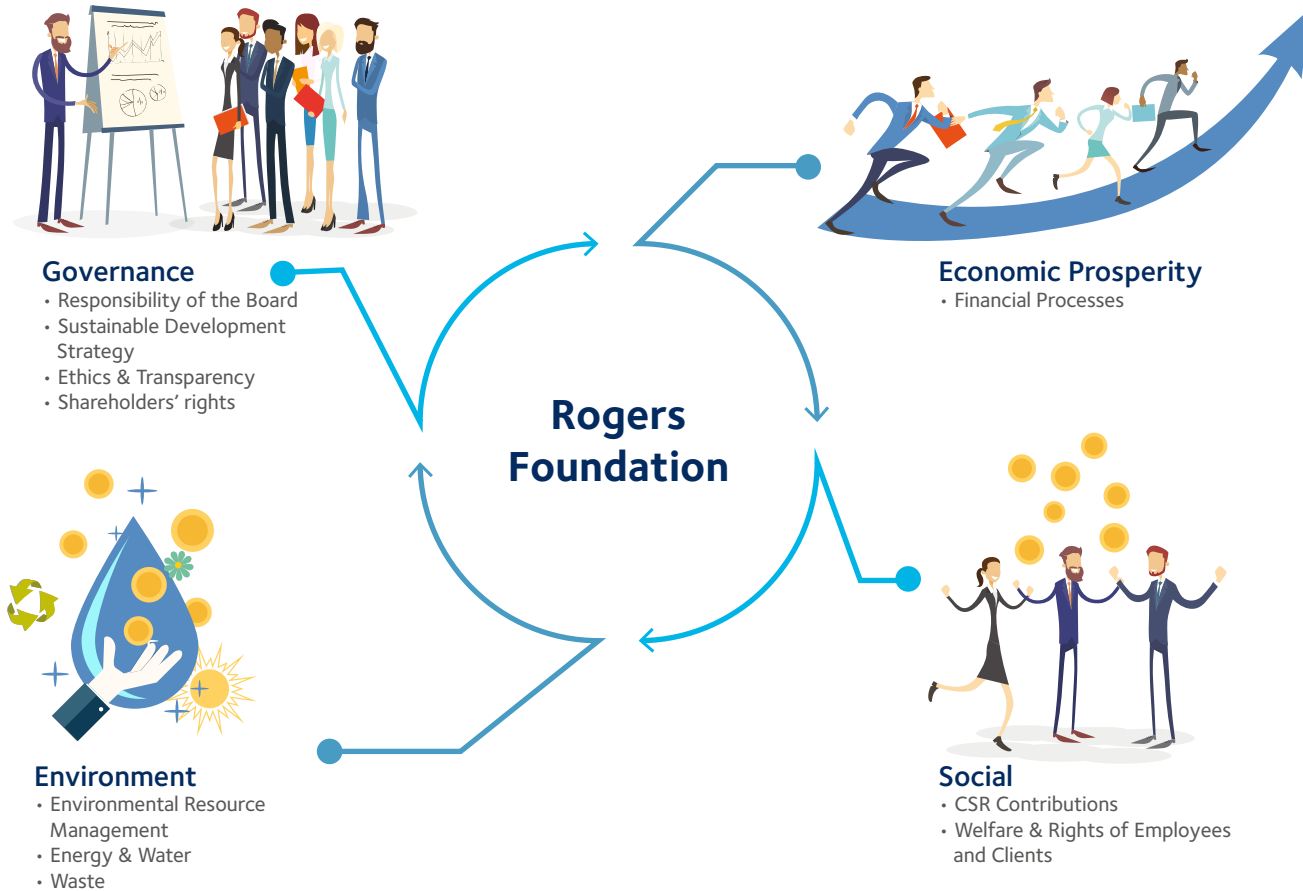 Governance
• Responsibility of the Board
• Sustainable Development
Strategy
• Ethics & Transparency
• Shareholders’ rights
Economic Prosperity
• Financial Processes
Rogers
Foundation
Environment
• Environmental Resource
Management
• Energy & Water
• Waste
Social
• CSR Contributions
• Welfare & Rights of Employees
and Clients